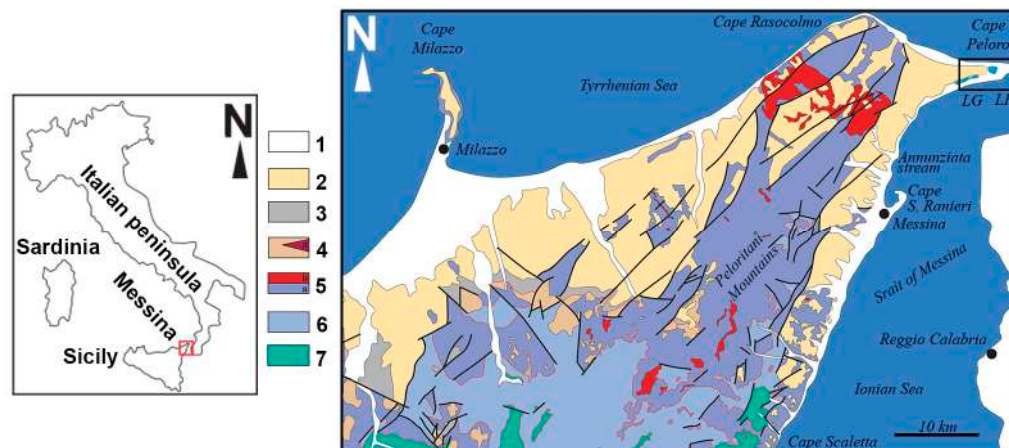 N
Italian peninsula
Sardinia
Messina
Sicily
1
2
3
4
5
6
7
N
Cape
Milazzo
Milazzo
Tyrrhenian Sea
Cape Rasocolmo
Cape
Peloro
LG
Annunziata
stream
Cape
S. Ranieri
Messina
Peloritani
Mountains
Srait of Messina
Reggio Calabria
Ionian Sea
10 km
Cape Scaletta